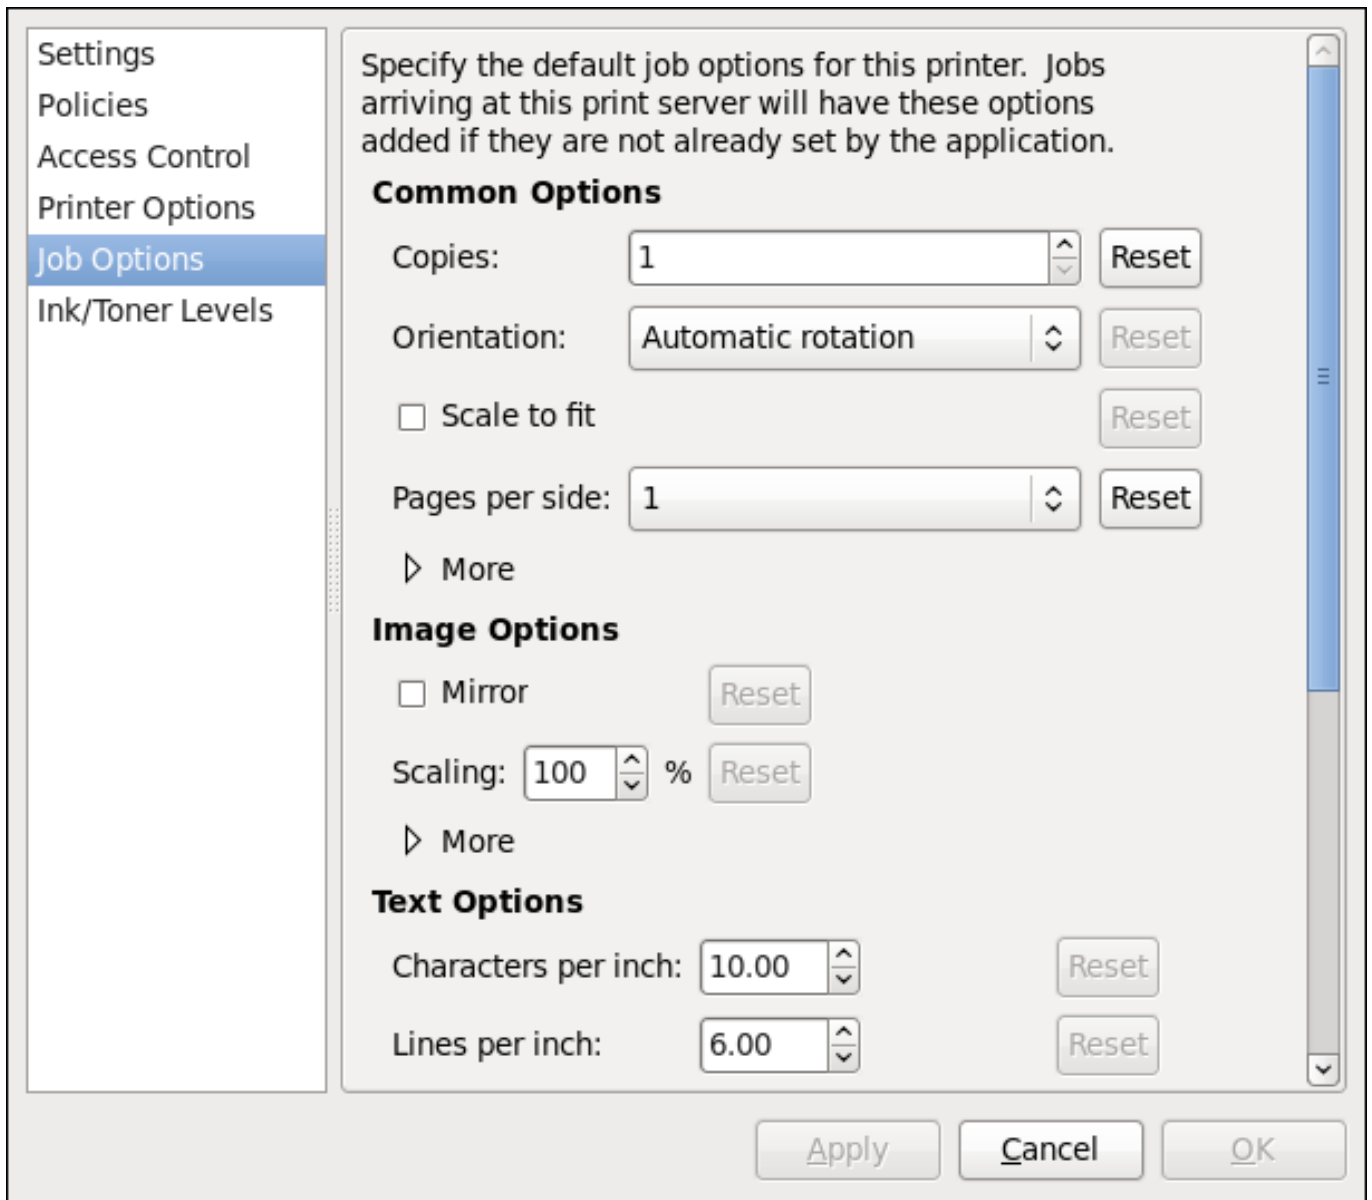 Settings
Policies
Access Control
Printer Options
Job Options
Ink/Toner Levels
Specify the default job options for this printer.  Jobs
arriving at this print server will have these options
added if they are not already set by the application.
Common Options
Copies: 1 Reset
Orientation: Automatic rotation Reset
Scale to fit Reset
Pages per side: 1 Reset
More
Image Options
Mirror Reset
Scaling: 100 % Reset
More
Text Options
Characters per inch: 10.00 Reset
Lines per inch: 6.00 Reset
Apply Cancel OK